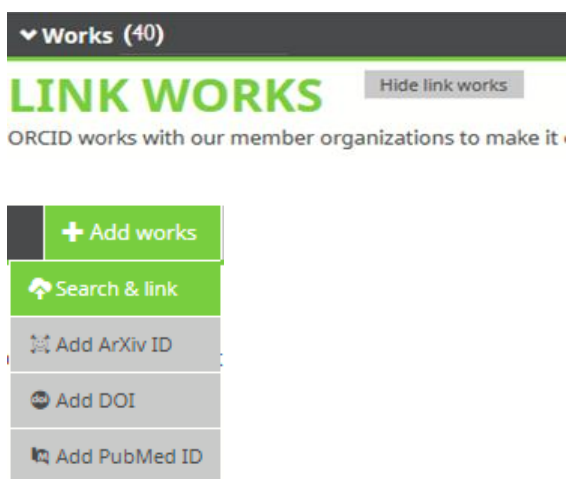 Works (40)
LINK WORKS
Hide link works
ORCID works with our member organizations to make it
Add works
Search & link
Add ArXiv ID
Add DOI
Add PubMed ID